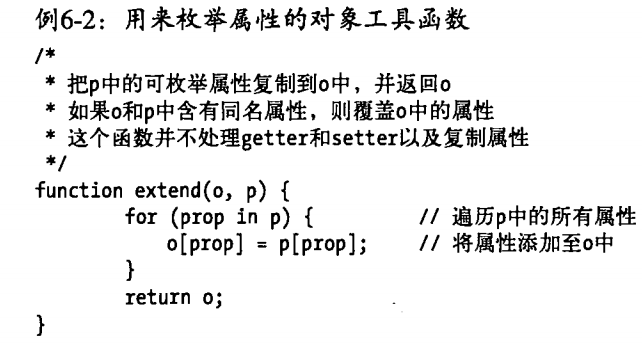 例6-2：用来枚举属性的对象工具函数
/*
 * 把p中的可枚举属性复制到o中，并返回o
 * 如果o和p中含有同名属性，则覆盖o中的属性
 * 这个函数并不处理getter和setter以及复制属性
 */
function extend(o, p) {
        for (prop in p) {          // 遍历p中的所有属性
            o[prop] = p[prop];     // 将属性添加至o中
        }
        return o;
}